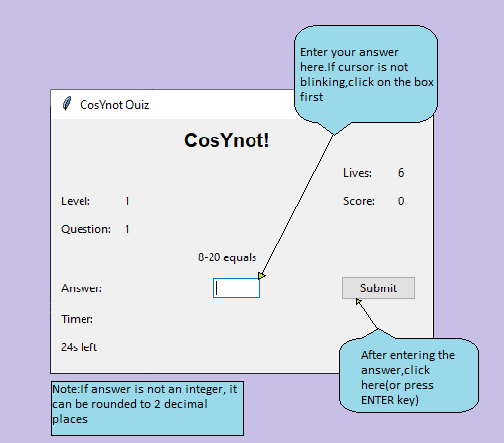 Enter your answer
here.If cursor is not
blinking,click on the box
first
CosYnot Quiz
CosYnot!
Lives: 6
Level: 1
Score: 0
Question: 1
8-20 equals
Answer:
Submit
Timer:
24s left
After entering the
answer,click
here(or press
ENTER key)
Note:If answer is not an integer, it
can be rounded to 2 decimal
places